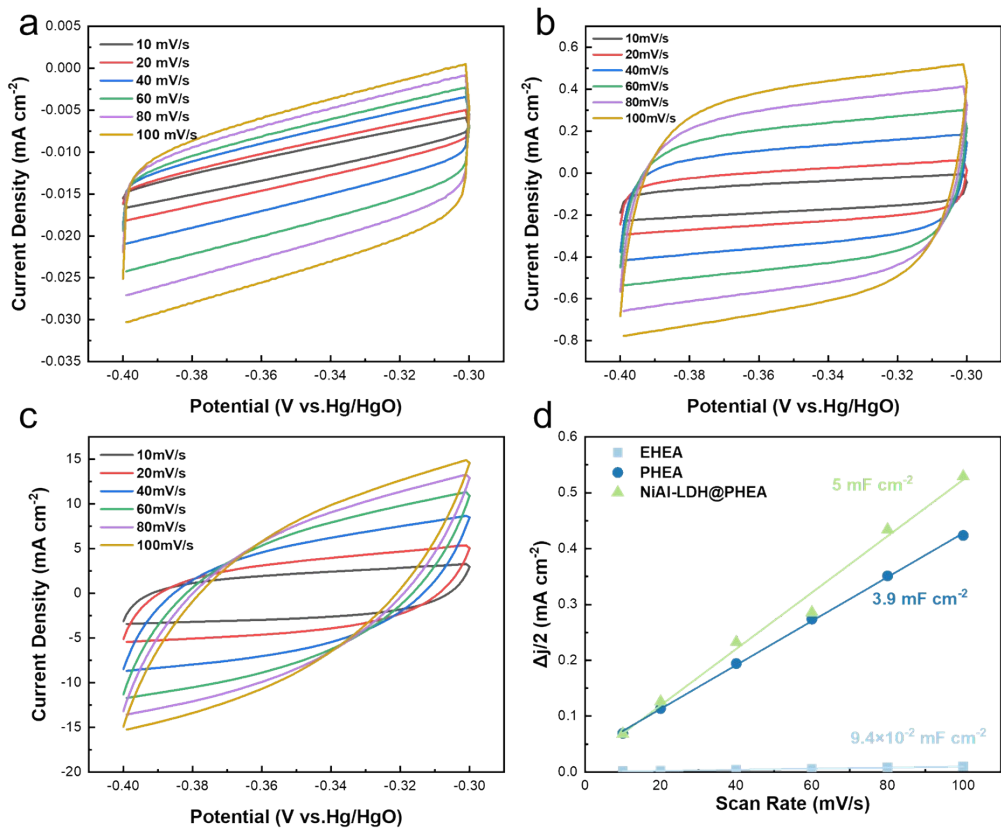 a
0.005
0.000
-0.005
-0.010
-0.015
-0.020
-0.025
-0.030
-0.035
Current Density (mA cm-2)
10 mV/s
20 mV/s
40 mV/s
60 mV/s
80 mV/s
100 mV/s
-0.40 -0.38 -0.36 -0.34 -0.32 -0.30
Potential (V vs.Hg/HgO)
b
0.6
0.4
0.2
0.0
-0.2
-0.4
-0.6
-0.8
Current Density (mA cm-2)
10mV/s
20mV/s
40mV/s
60mV/s
80mV/s
100mV/s
-0.40 -0.38 -0.36 -0.34 -0.32 -0.30
Potential (V vs.Hg/HgO)
c
15
10
5
0
-5
-10
-15
-20
Current Density (mA cm-2)
10mV/s
20mV/s
40mV/s
60mV/s
80mV/s
100mV/s
-0.40 -0.38 -0.36 -0.34 -0.32 -0.30
Potential (V vs.Hg/HgO)
d
0.6
0.5
0.4
0.3
0.2
0.1
0.0
Δj/2 (mA cm-2)
EHEA
PHEA
NiAl-LDH@PHEA
5 mF cm-2
3.9 mF cm-2
9.4×10-2 mF cm-2
20 40 60 80 100
Scan Rate (mV/s)